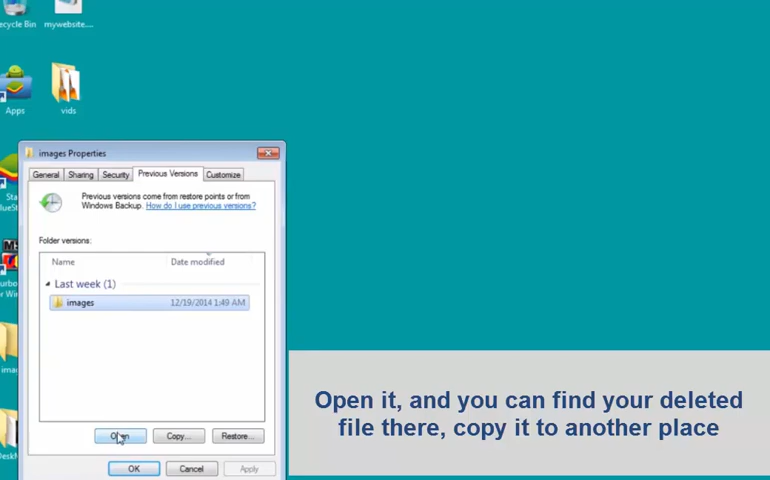 ecycle Bin mywebsite....
Apps
vids
images Properties
General Sharing Security Previous Versions Customize
Previous versions come from restore points or from
Windows Backup. How do I use previous versions?
Folder versions:
Name Date modified
Last week (1)
images 12/19/2014 1:49 AM
Open Copy... Restore...
OK Cancel Apply
Open it, and you can find your deleted
file there, copy it to another place